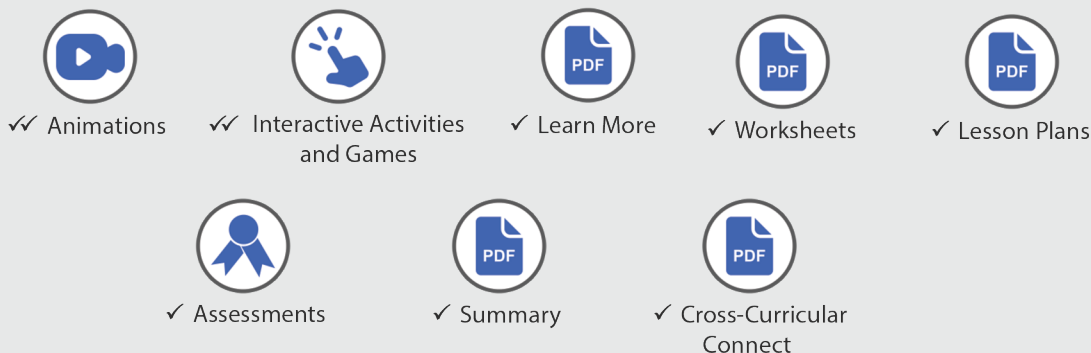 PDF
PDF
PDF
✓✓ Animations
✓✓ Interactive Activities
and Games
✓ Learn More
✓ Worksheets
✓ Lesson Plans
PDF
PDF
✓ Assessments
✓ Summary
✓ Cross-Curricular
Connect